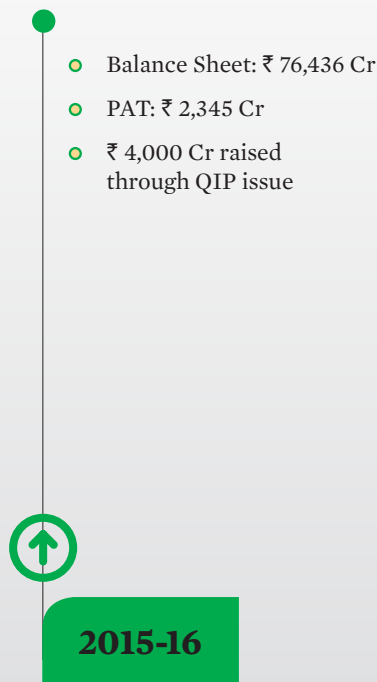 Balance Sheet: ₹ 76,436 Cr
PAT: ₹ 2,345 Cr
₹ 4,000 Cr raised
through QIP issue
2015-16